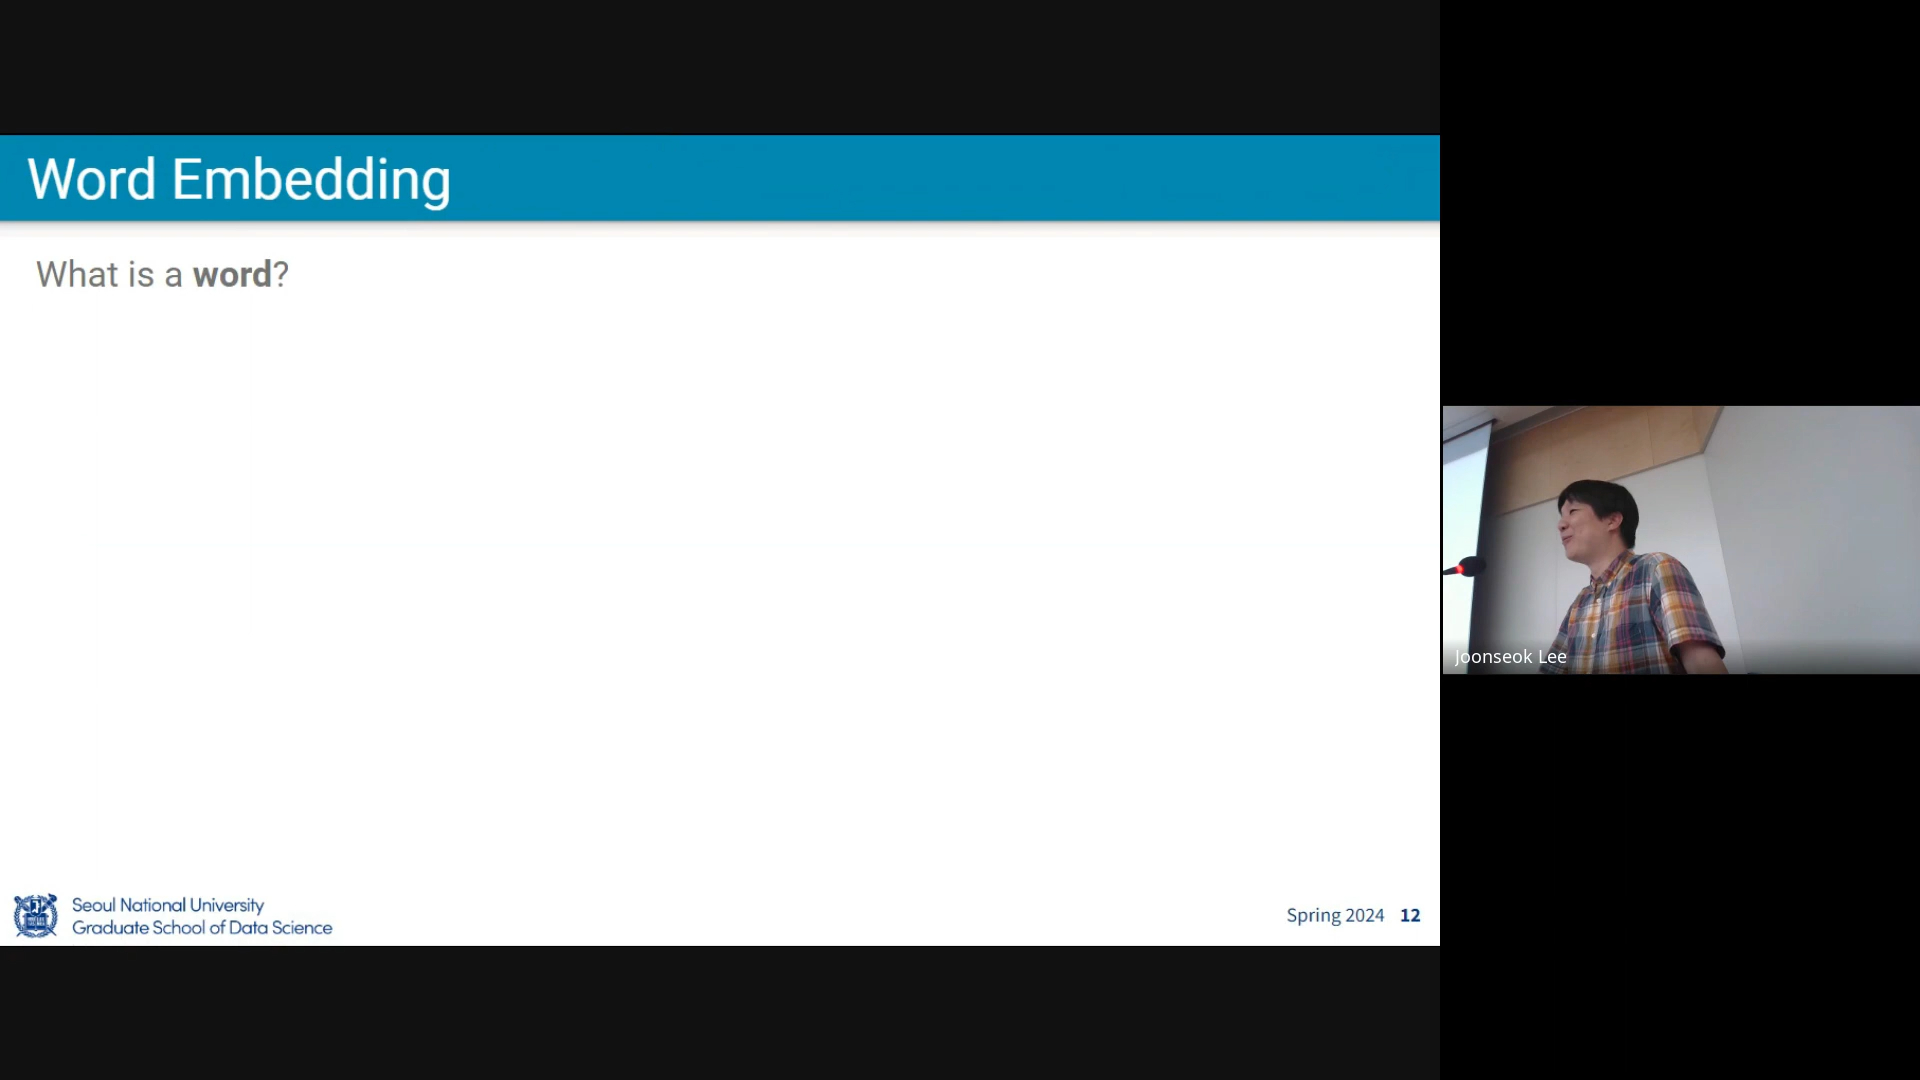 Word Embedding
What is a word?
Joonseok Lee
Seoul National University
Graduate School of Data Science
Spring 2024 12